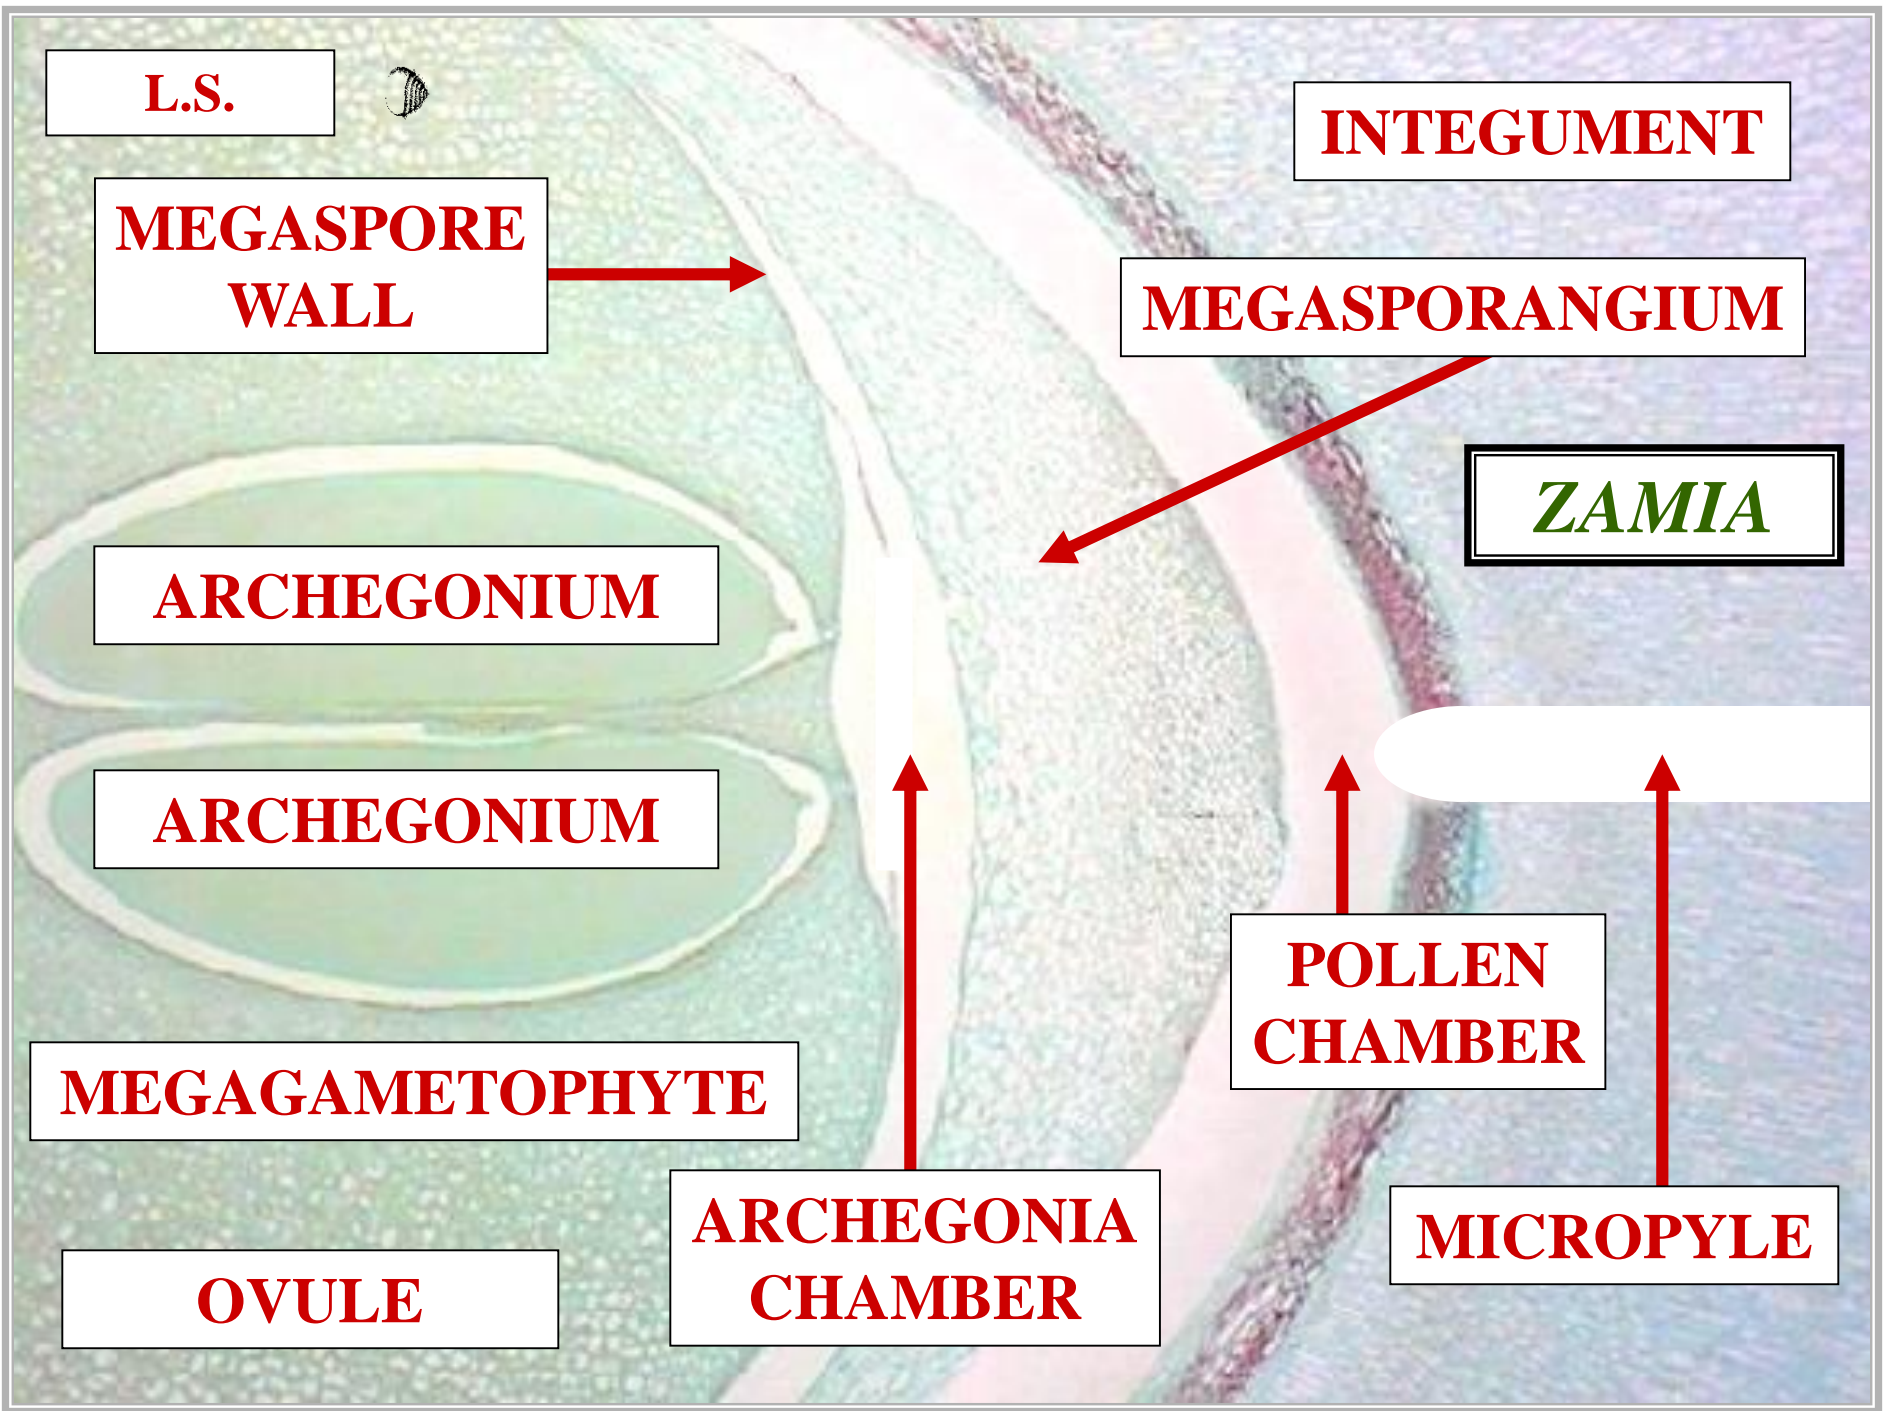 L.S.
INTEGUMENT
MEGASPORE
WALL
MEGASPORANGIUM
ZAMIA
ARCHEGONIUM
ARCHEGONIUM
POLLEN
CHAMBER
MEGAGAMETOPHYTE
ARCHEGONIA
CHAMBER
MICROPYLE
OVULE